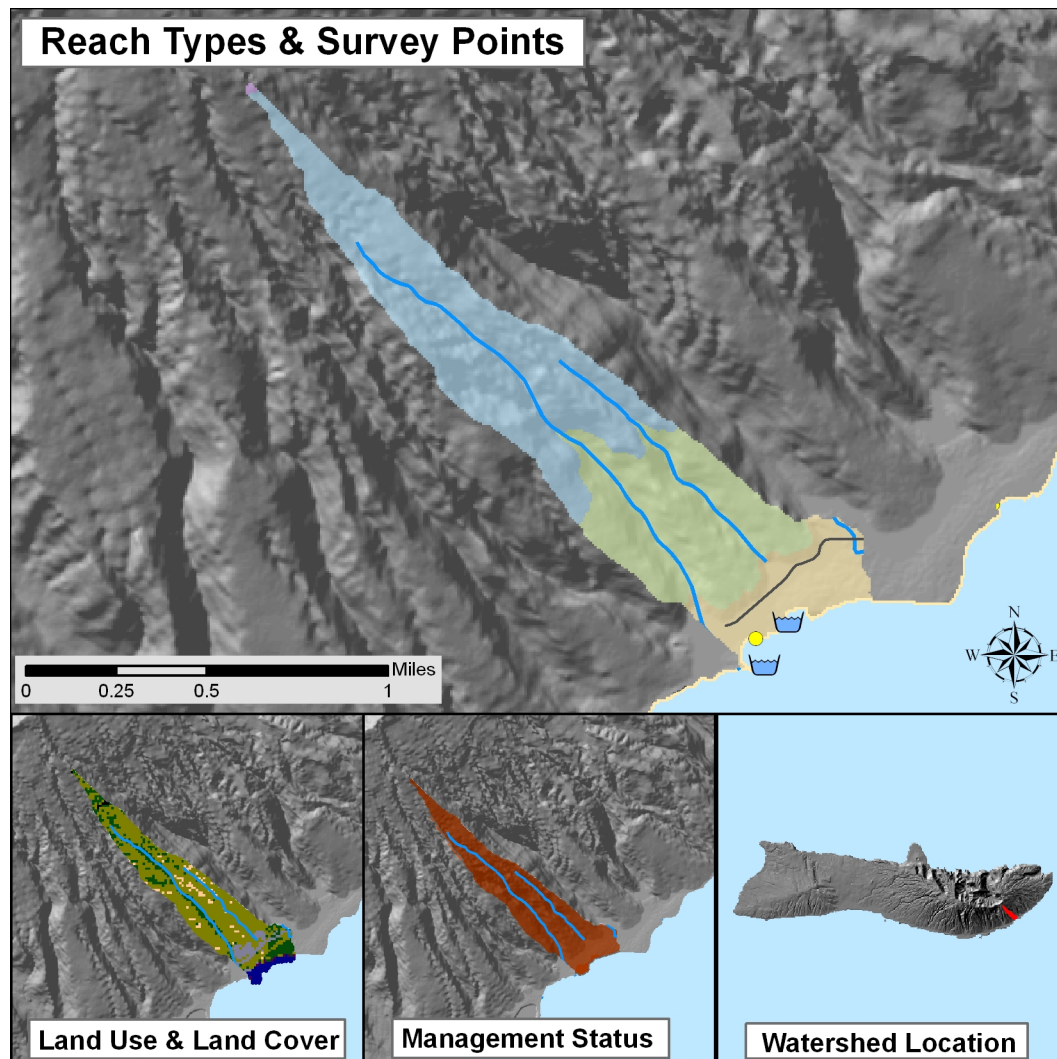 Reach Types & Survey Points
N
W E
S
Miles
0 0.25 0.5 1
Land Use & Land Cover
Management Status
Watershed Location